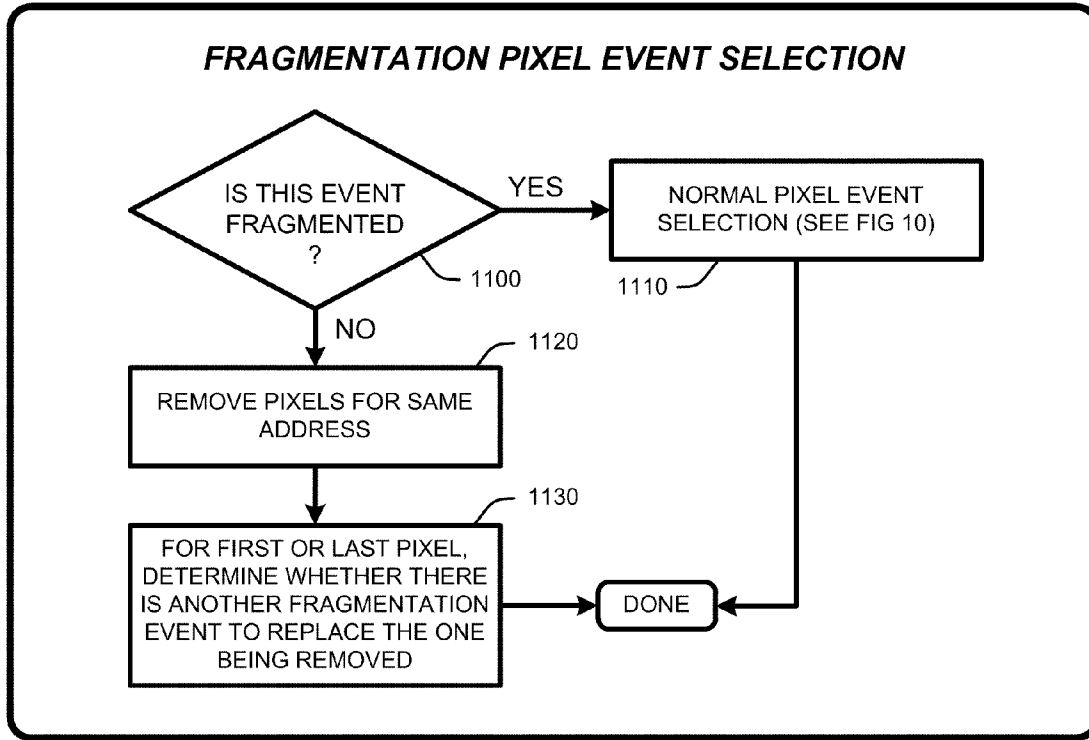 FRAGMENTATION PIXEL EVENT SELECTION
IS THIS EVENT
FRAGMENTED
?
1100
YES
NORMAL PIXEL EVENT
SELECTION (SEE FIG 10)
1110
NO
1120
REMOVE PIXELS FOR SAME
ADDRESS
1130
FOR FIRST OR LAST PIXEL,
DETERMINE WHETHER THERE
IS ANOTHER FRAGMENTATION
EVENT TO REPLACE THE ONE
BEING REMOVED
DONE